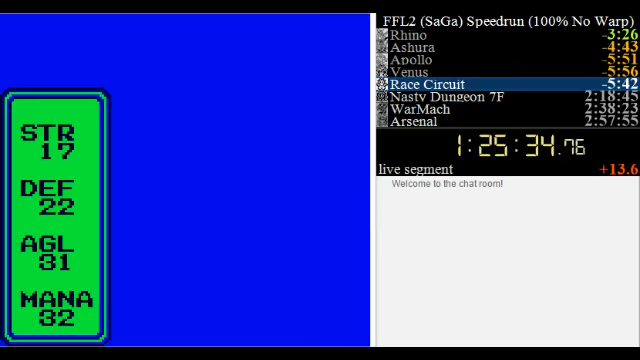 STR
17
DEF
22
AGL
31
MANA
32
FFL2 (SaGa) Speedrun (100% No Warp)
Rhino -3:26
Ashura -4:43
Apollo -5:51
Venus -5:56
Race Circuit -5:42
Nasty Dungeon 7F 2:18:45
WarMach 2:38:23
Arsenal 2:57:55
1:25:34.76
live segment +13.6
Welcome to the chat room!